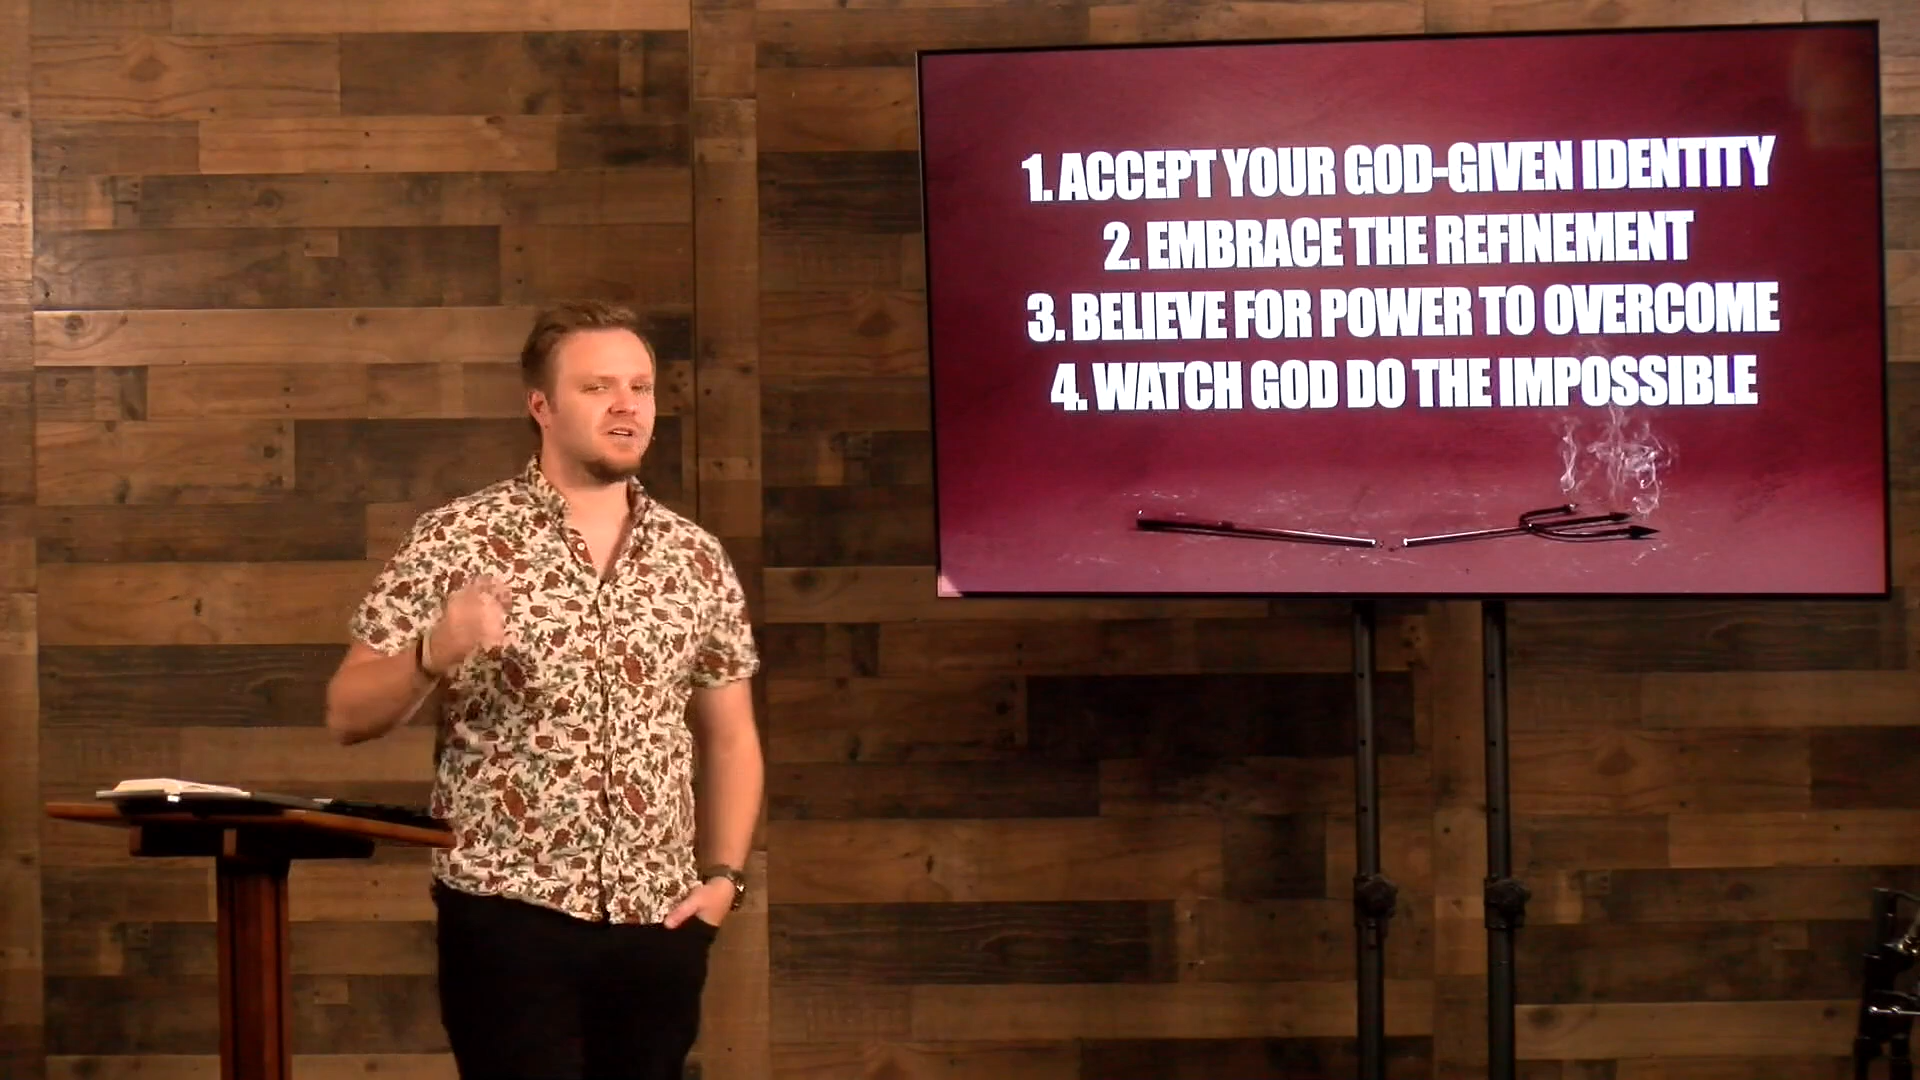 1. ACCEPT YOUR GOD-GIVEN IDENTITY
2. EMBRACE THE REFINEMENT
3. BELIEVE FOR POWER TO OVERCOME
4. WATCH GOD DO THE IMPOSSIBLE